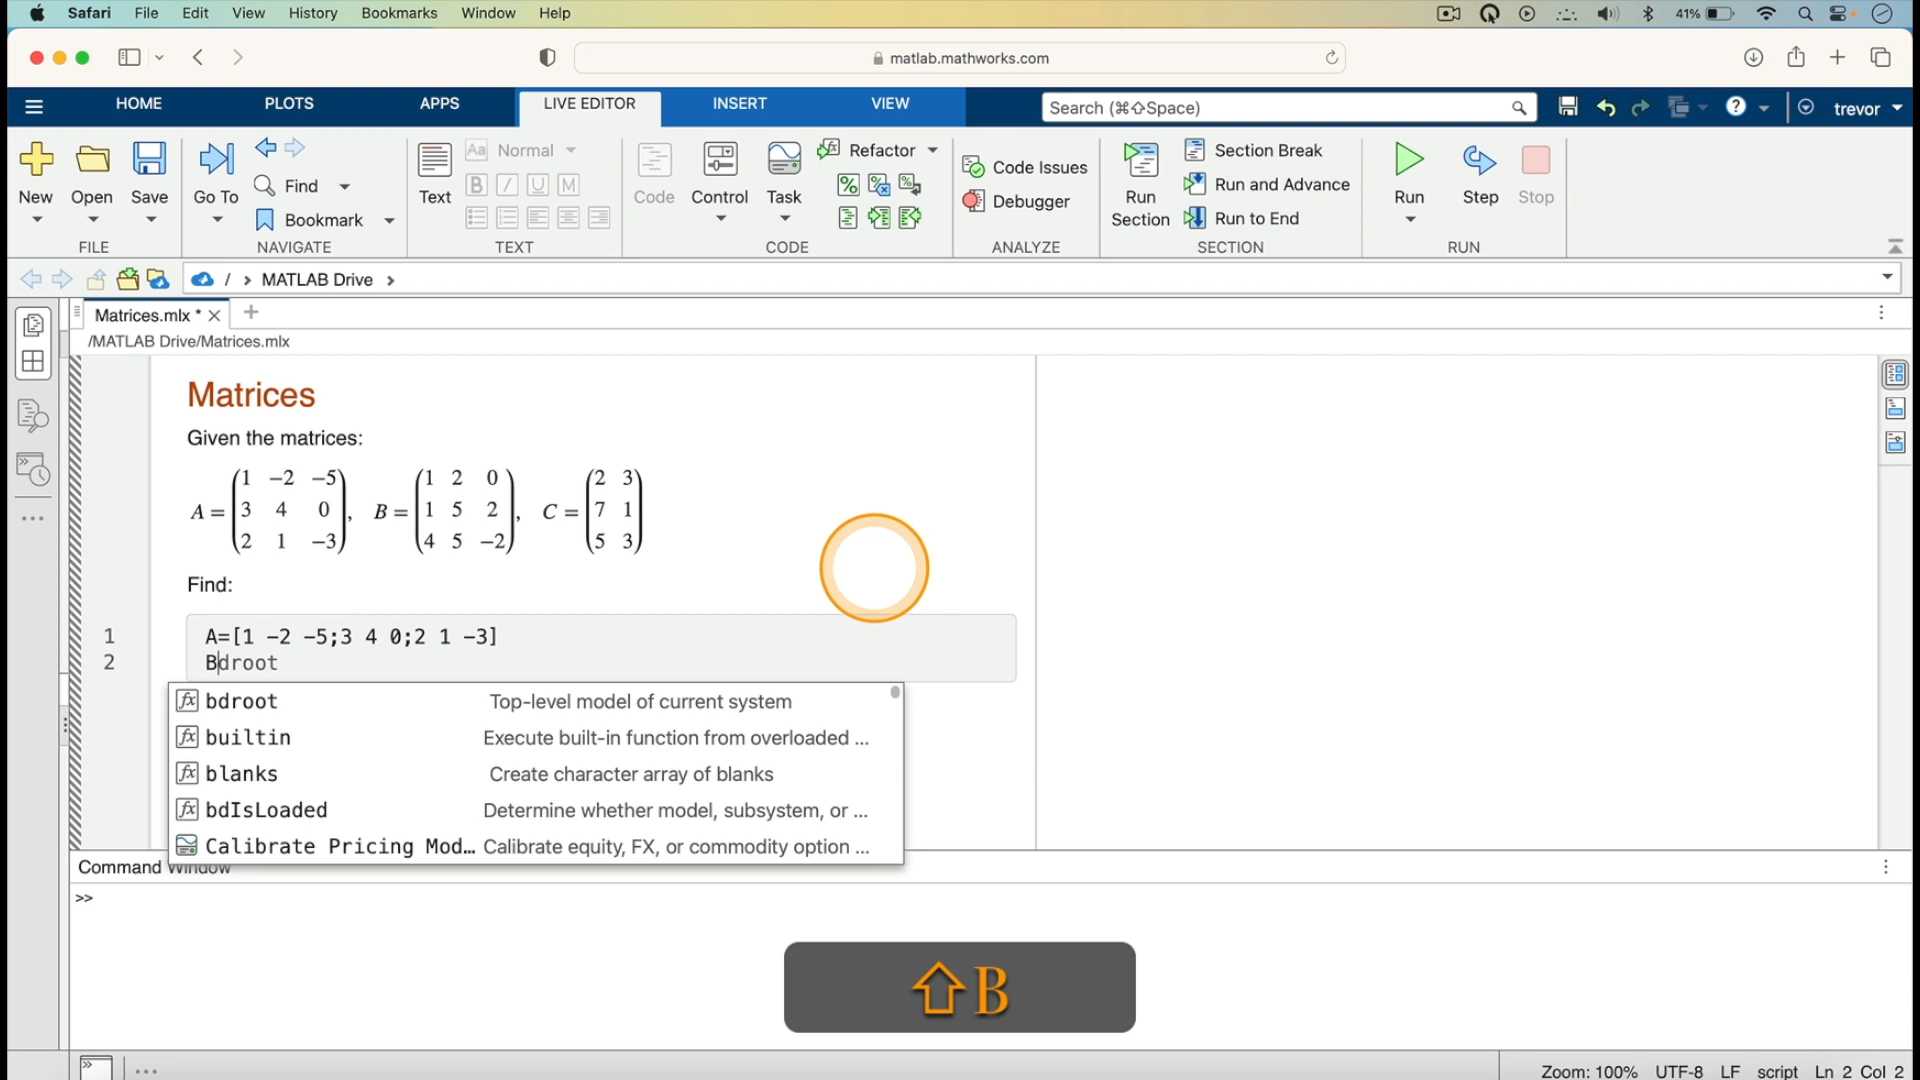 Safari File Edit View History Bookmarks Window Help 41%
matlab.mathworks.com
HOME PLOTS APPS LIVE EDITOR INSERT VIEW Search (⌘⇧Space) ? trevor
New Open Save Go To Find Bookmark Text Aa Normal B I U M Code Control Task Refactor Code Issues Debugger Run Section Section Break Run and Advance Run to End Run Step Stop
FILE NAVIGATE TEXT CODE ANALYZE SECTION RUN
/ › MATLAB Drive ›
Matrices.mlx * × +
/MATLAB Drive/Matrices.mlx
Matrices
Given the matrices:
1 −2 −5 1 2 0 2 3
A = 3 4 0 , B = 1 5 2 , C = 7 1
2 1 −3 4 5 −2 5 3
Find:
1 A=[1 -2 -5;3 4 0;2 1 -3]
2 Bdroot
fx bdroot Top-level model of current system
fx builtin Execute built-in function from overloaded ...
fx blanks Create character array of blanks
fx bdIsLoaded Determine whether model, subsystem, or ...
Calibrate Pricing Mod... Calibrate equity, FX, or commodity option ...
Command Window
>>
⇧B
Zoom: 100% UTF-8 LF script Ln 2 Col 2